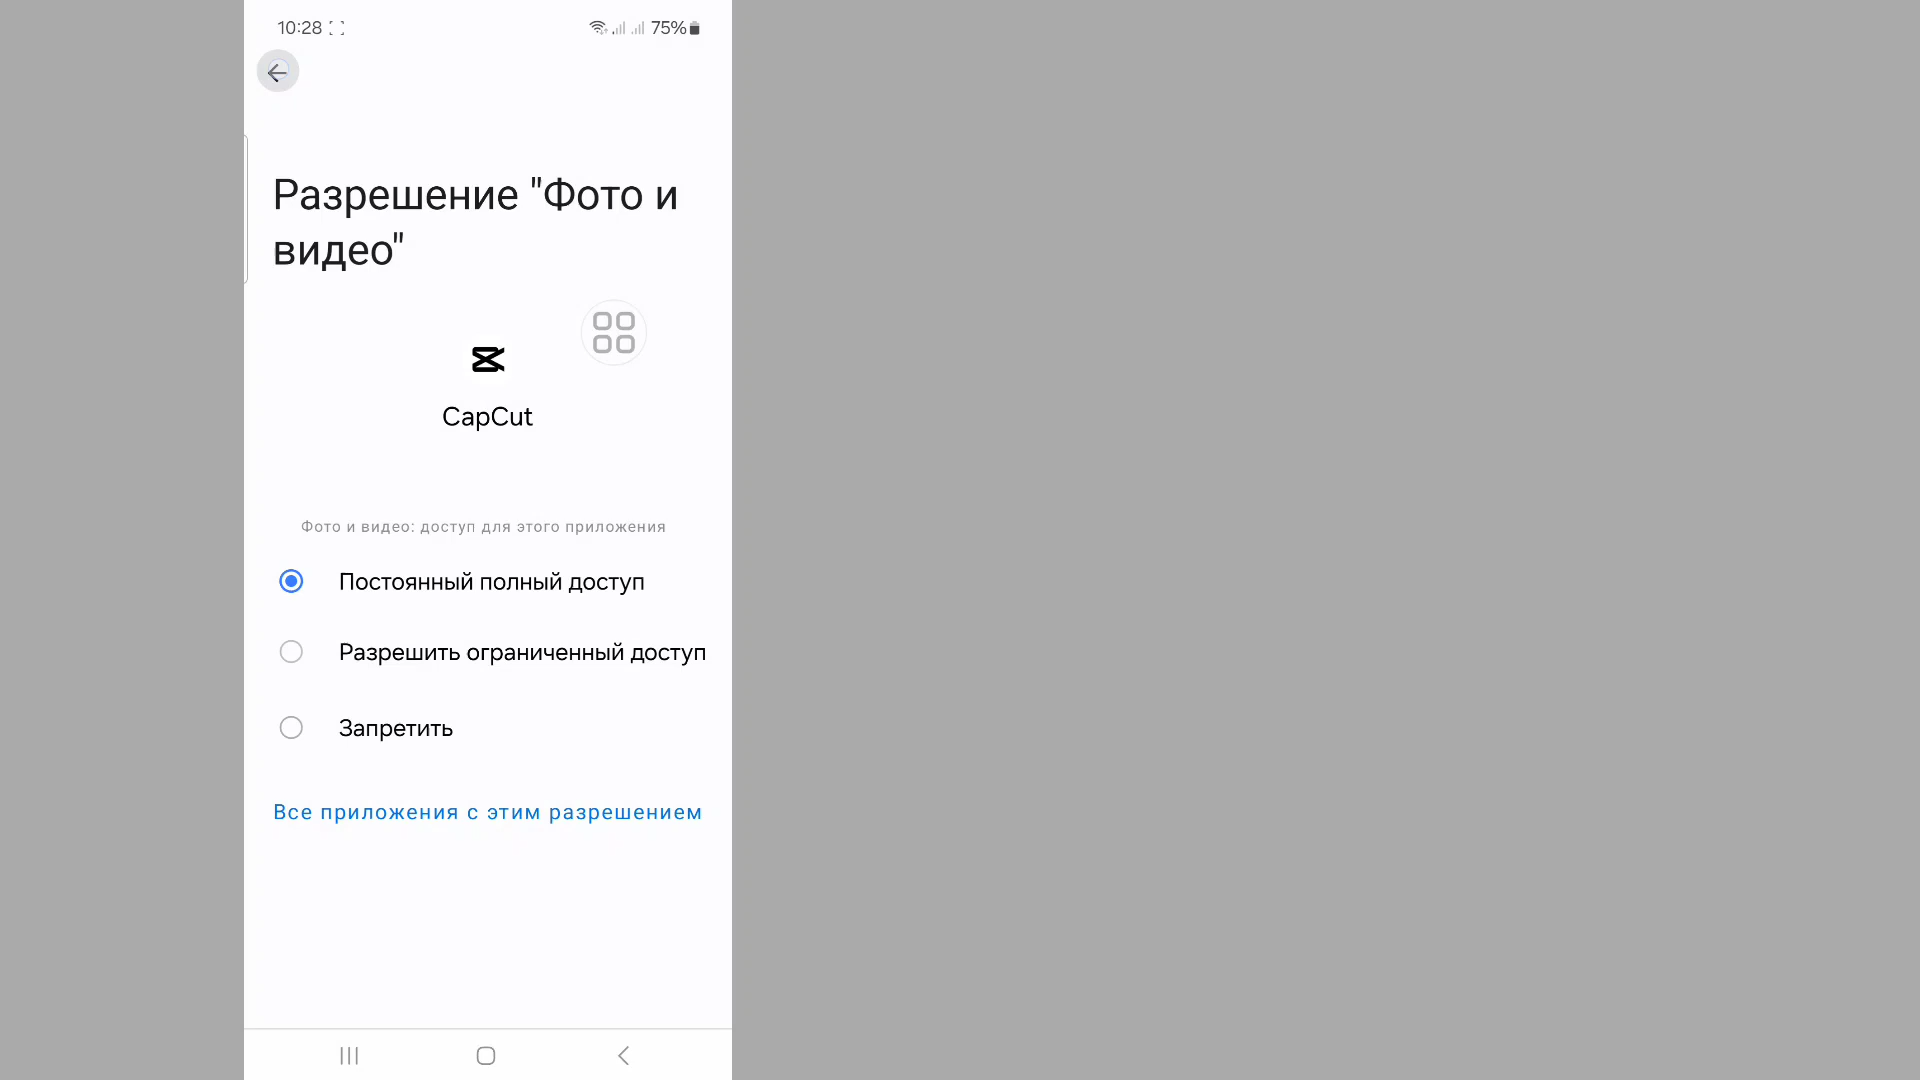 10:28
75%
Разрешение "Фото и
видео"
CapCut
Фото и видео: доступ для этого приложения
Постоянный полный доступ
Разрешить ограниченный доступ
Запретить
Все приложения с этим разрешением